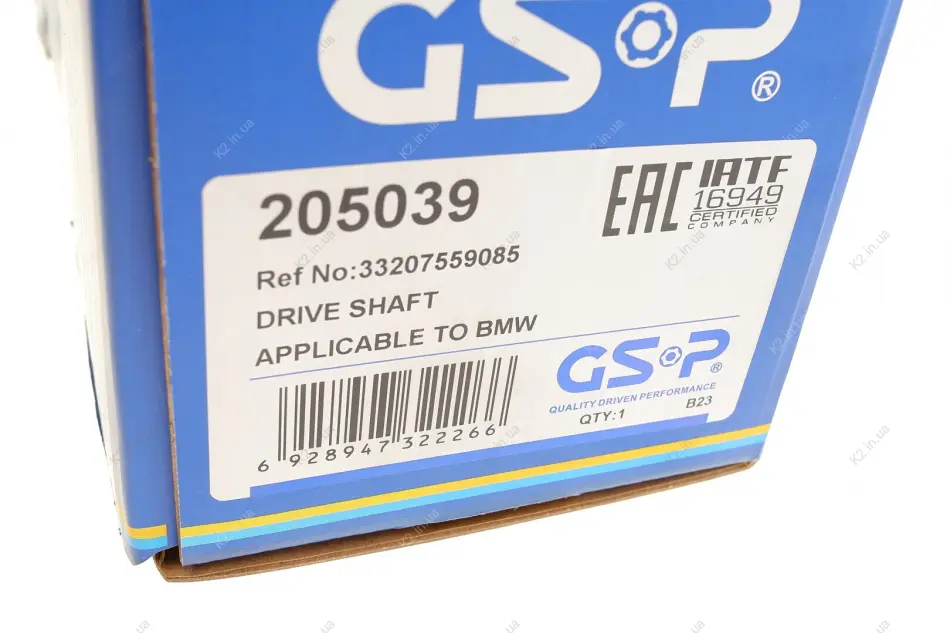 GSP®
205039
EAC
IATF
16949
CERTIFIED
COMPANY
Ref No:33207559085
DRIVE SHAFT
APPLICABLE TO BMW
GSP®
QUALITY DRIVEN PERFORMANCE
QTY:1 B23
6 928947 322266
K2.in.ua